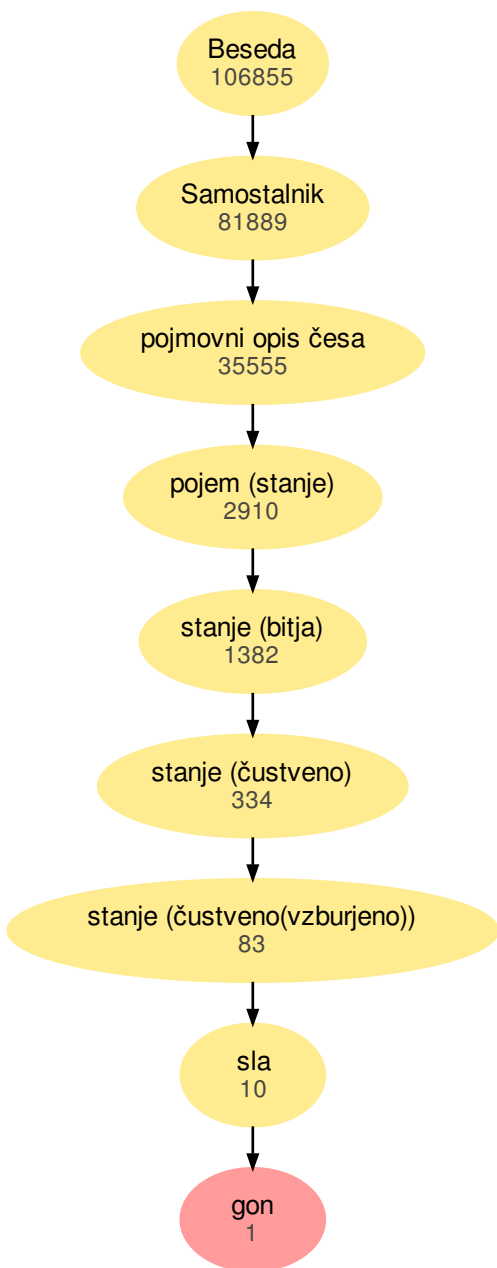 Beseda
106855
Samostalnik
81889
pojmovni opis česa
35555
pojem (stanje)
2910
stanje (bitja)
1382
stanje (čustveno)
334
stanje (čustveno(vzburjeno))
83
sla
10
gon
1